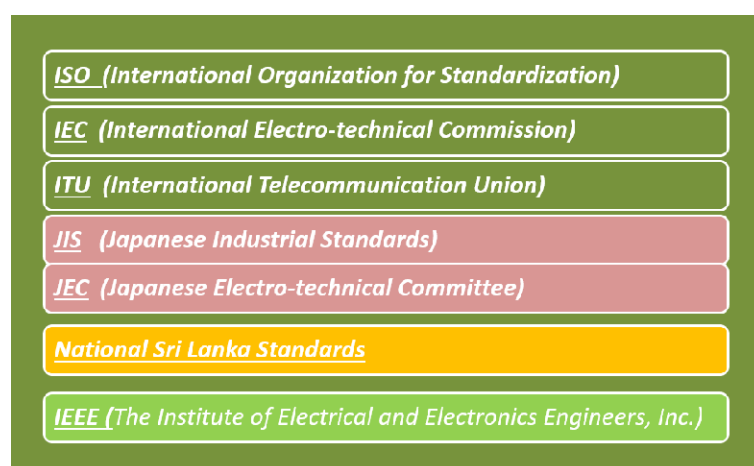 ISO (International Organization for Standardization)
IEC (International Electro-technical Commission)
ITU (International Telecommunication Union)
JIS (Japanese Industrial Standards)
JEC (Japanese Electro-technical Committee)
National Sri Lanka Standards
IEEE (The Institute of Electrical and Electronics Engineers, Inc.)